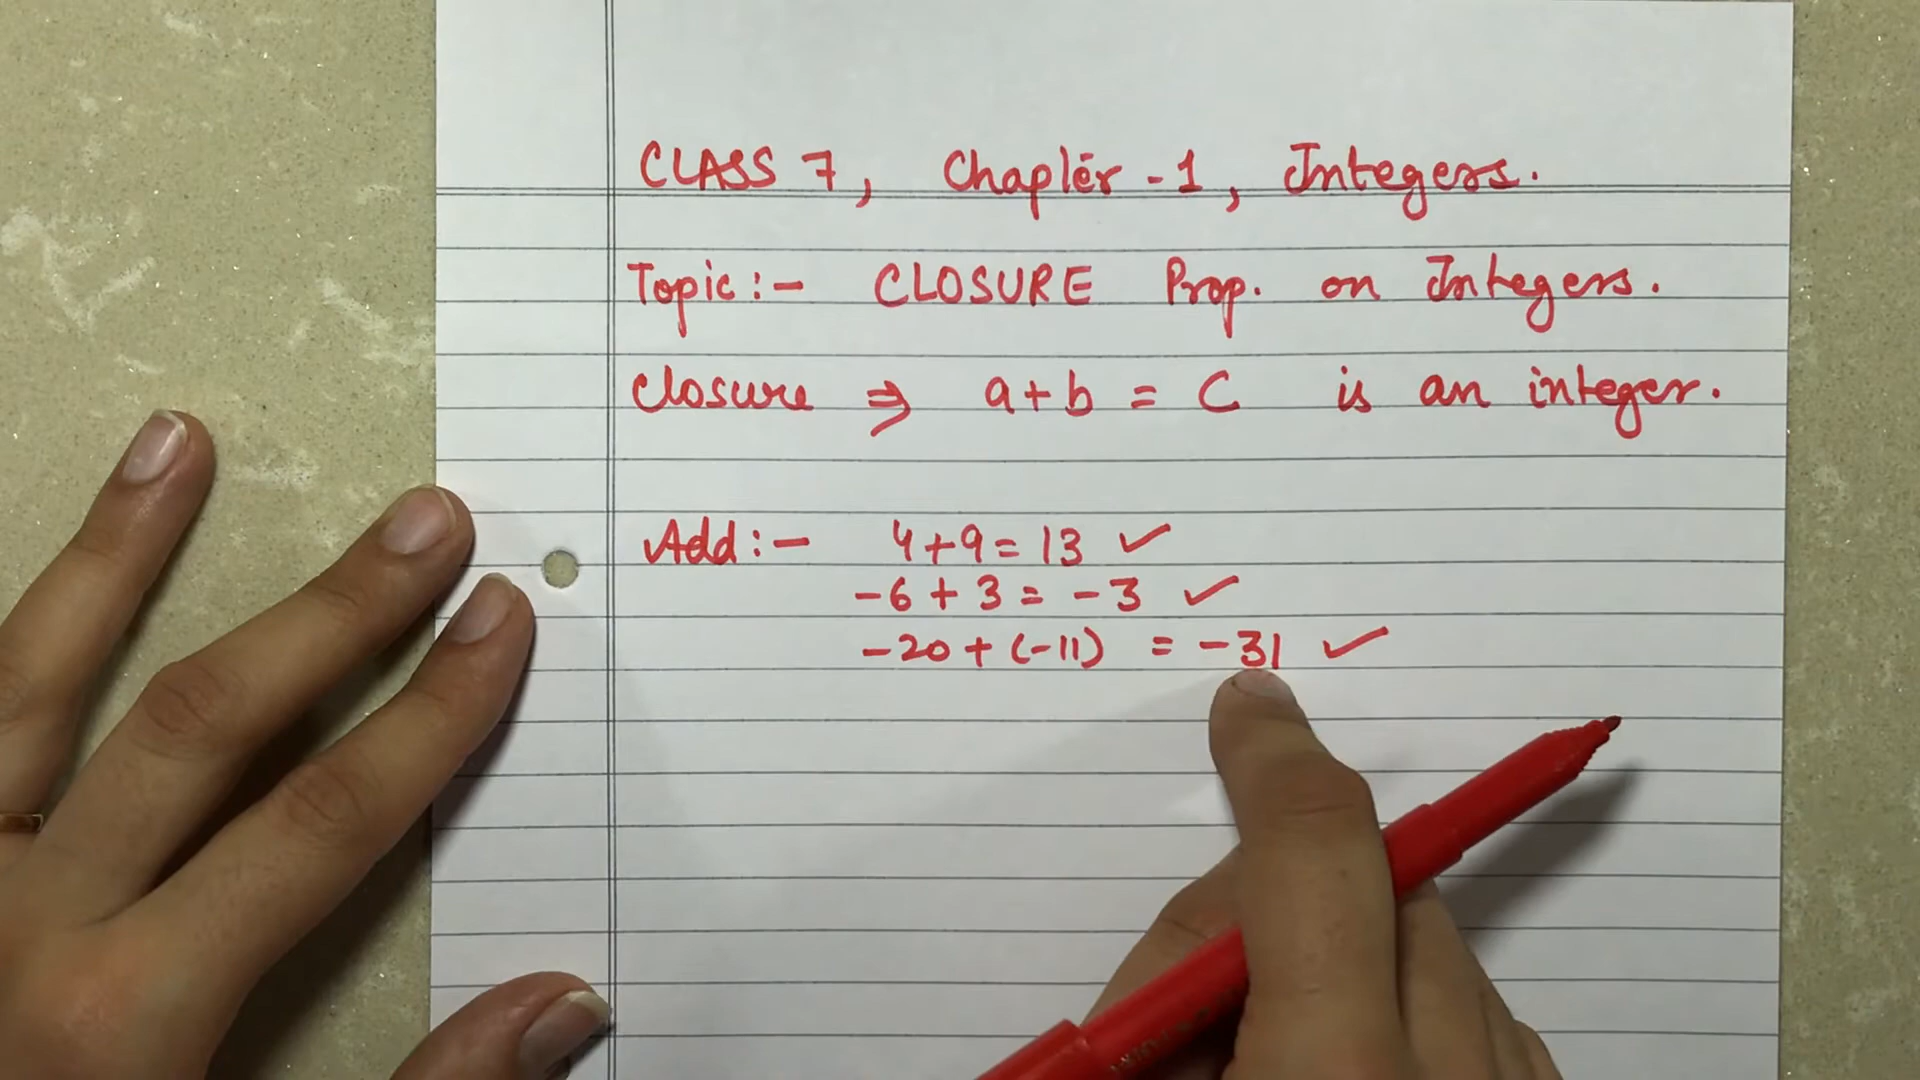 CLASS 7, Chapter - 1, Integers.
Topic :- CLOSURE Prop. on Integers.
Closure ⇒ a + b = C is an integer.
Add :- 4 + 9 = 13 ✓
- 6 + 3 = - 3 ✓
- 20 + (-11) = - 31 ✓